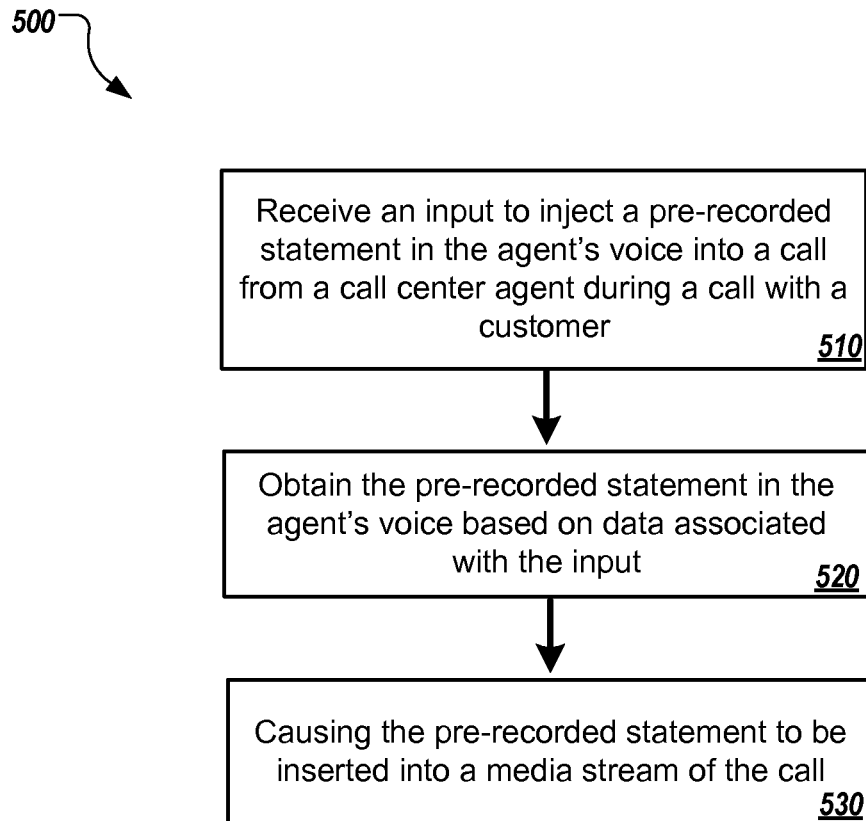 500
Receive an input to inject a pre-recorded
statement in the agent’s voice into a call
from a call center agent during a call with a
customer
510
Obtain the pre-recorded statement in the
agent’s voice based on data associated
with the input
520
Causing the pre-recorded statement to be
inserted into a media stream of the call
530